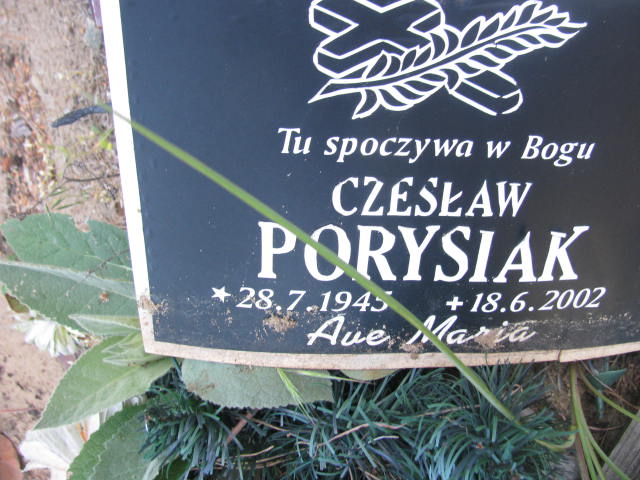 Tu spoczywa w Bogu
CZESŁAW
PORYSIAK
★ 28.7.1945 + 18.6.2002
Ave Maria